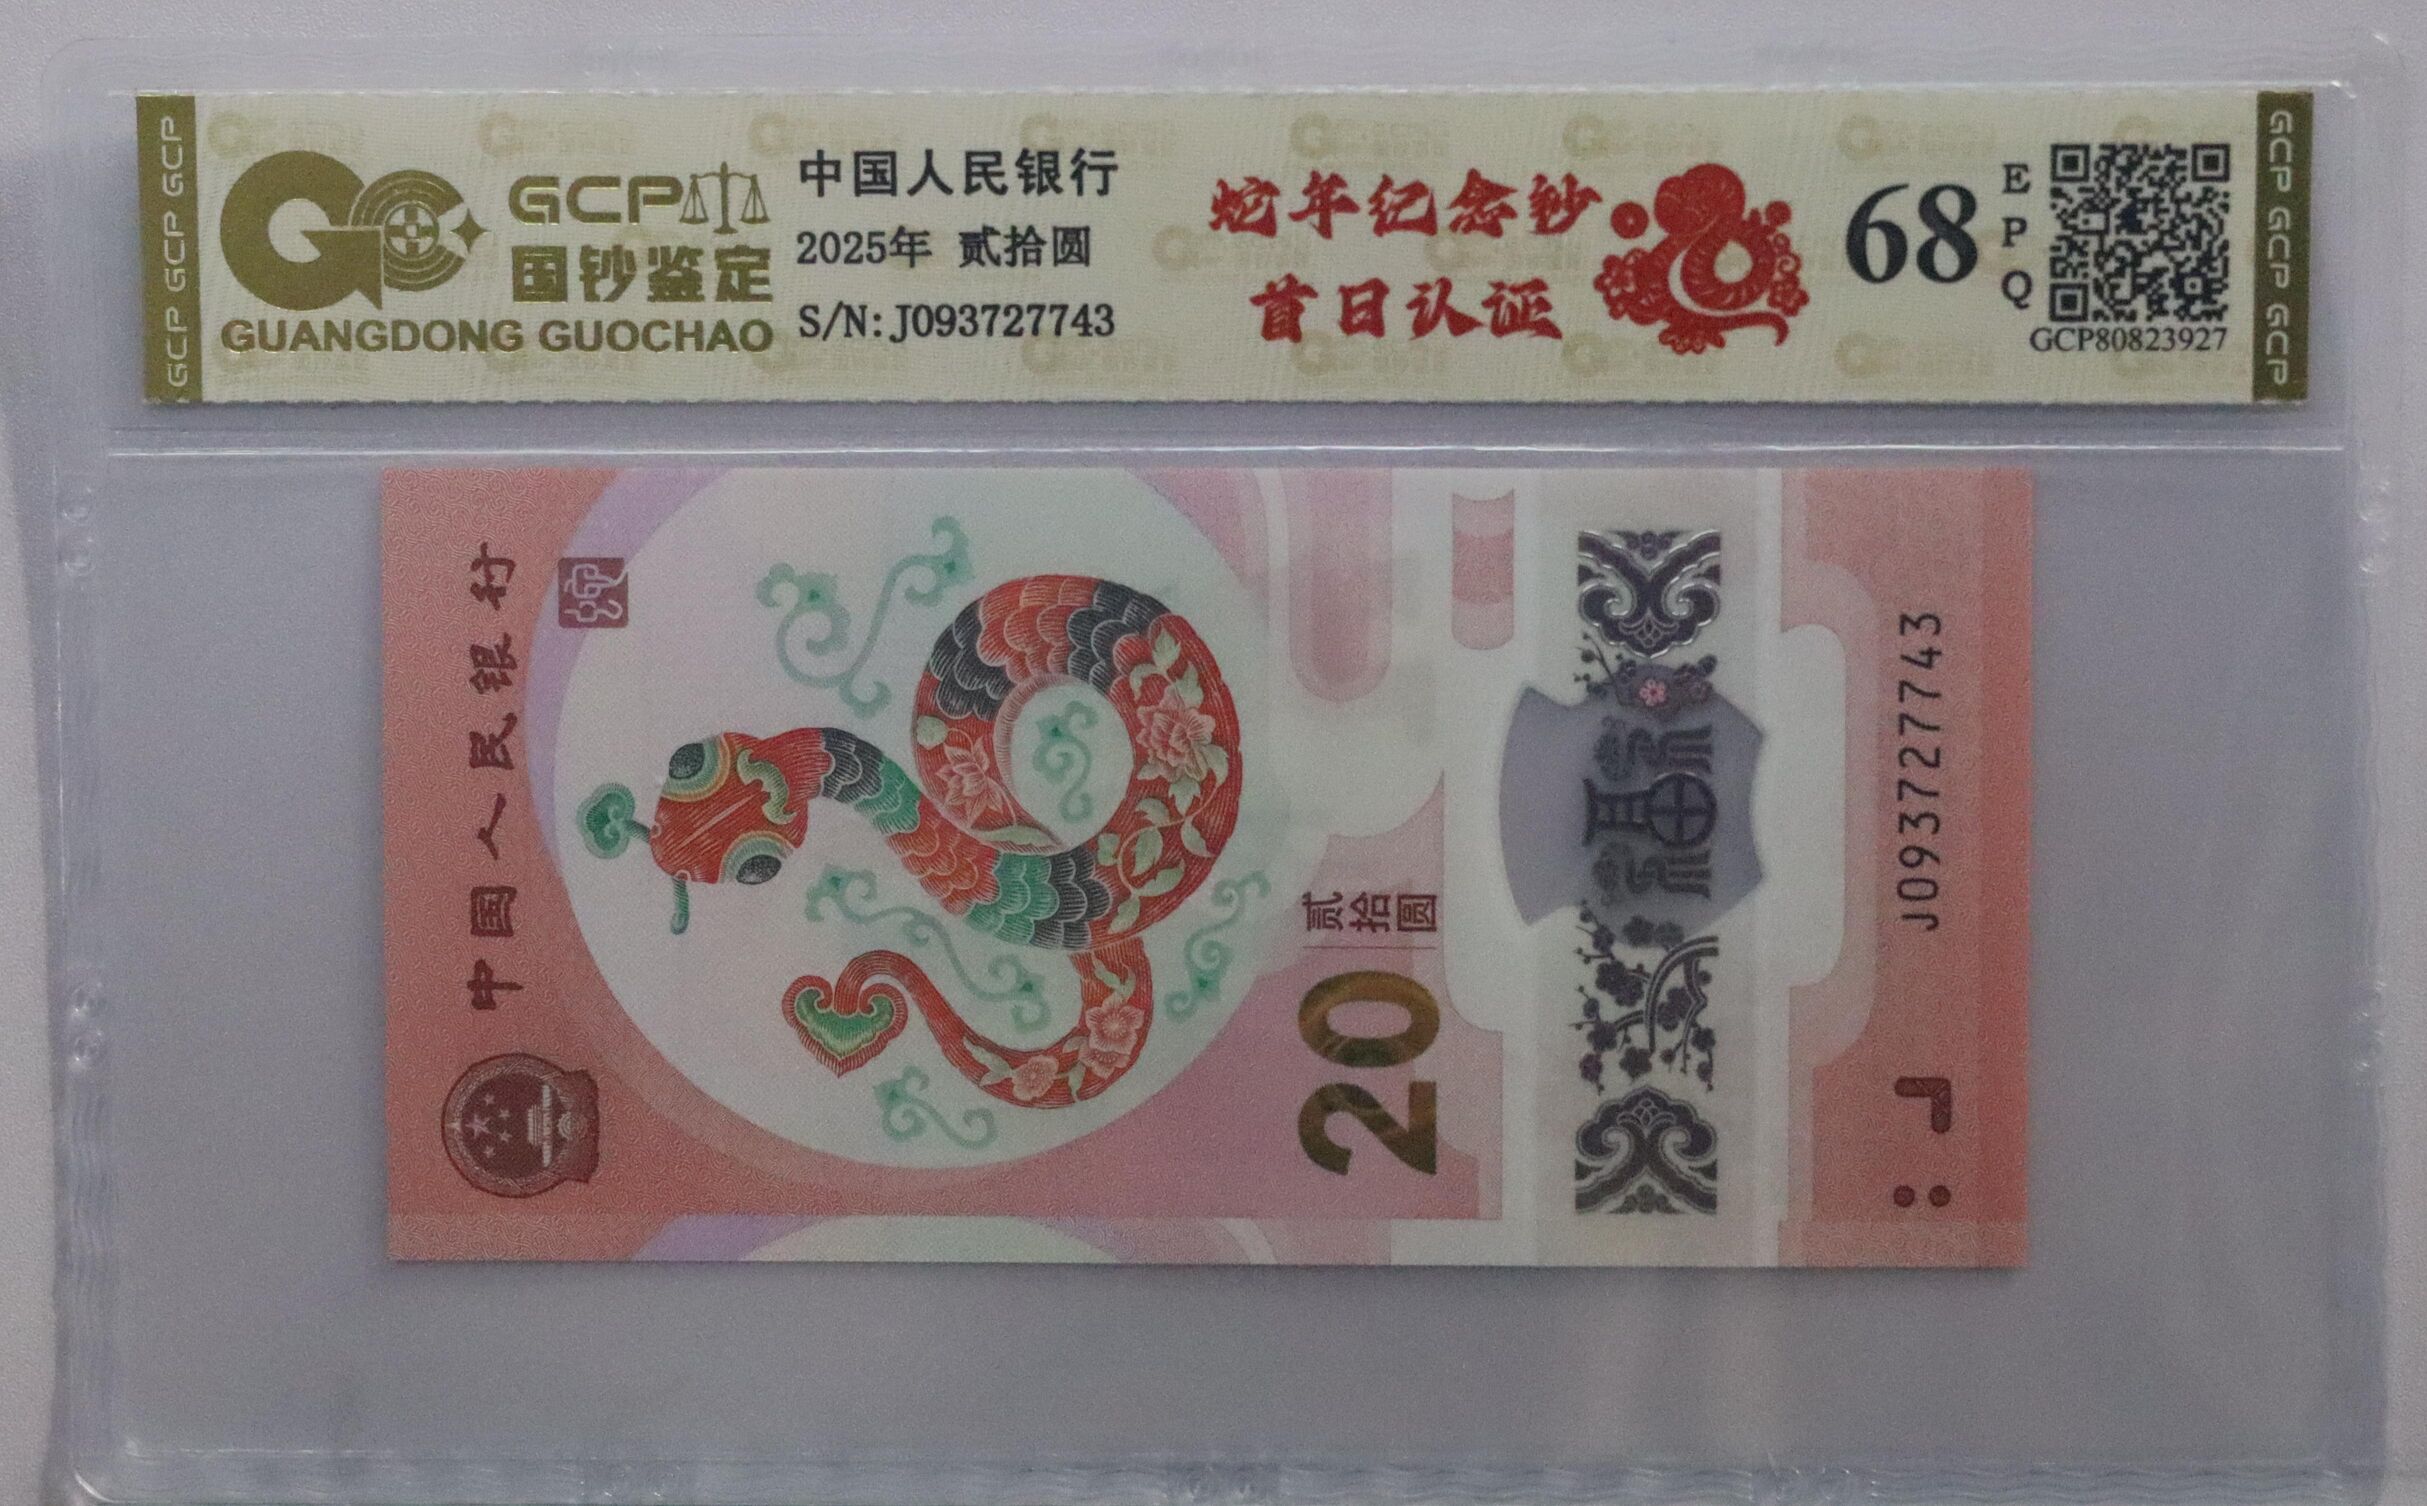 GCP GCP GCP
GCP
国钞鉴定
GUANGDONG GUOCHAO
中国人民银行
2025年 贰拾圆
S/N: J093727743
蛇年纪念钞
首日认证
68
EPQ
GCP80823927
GCP GCP GCP
中国人民银行
贰拾圆
20
福
J093727743